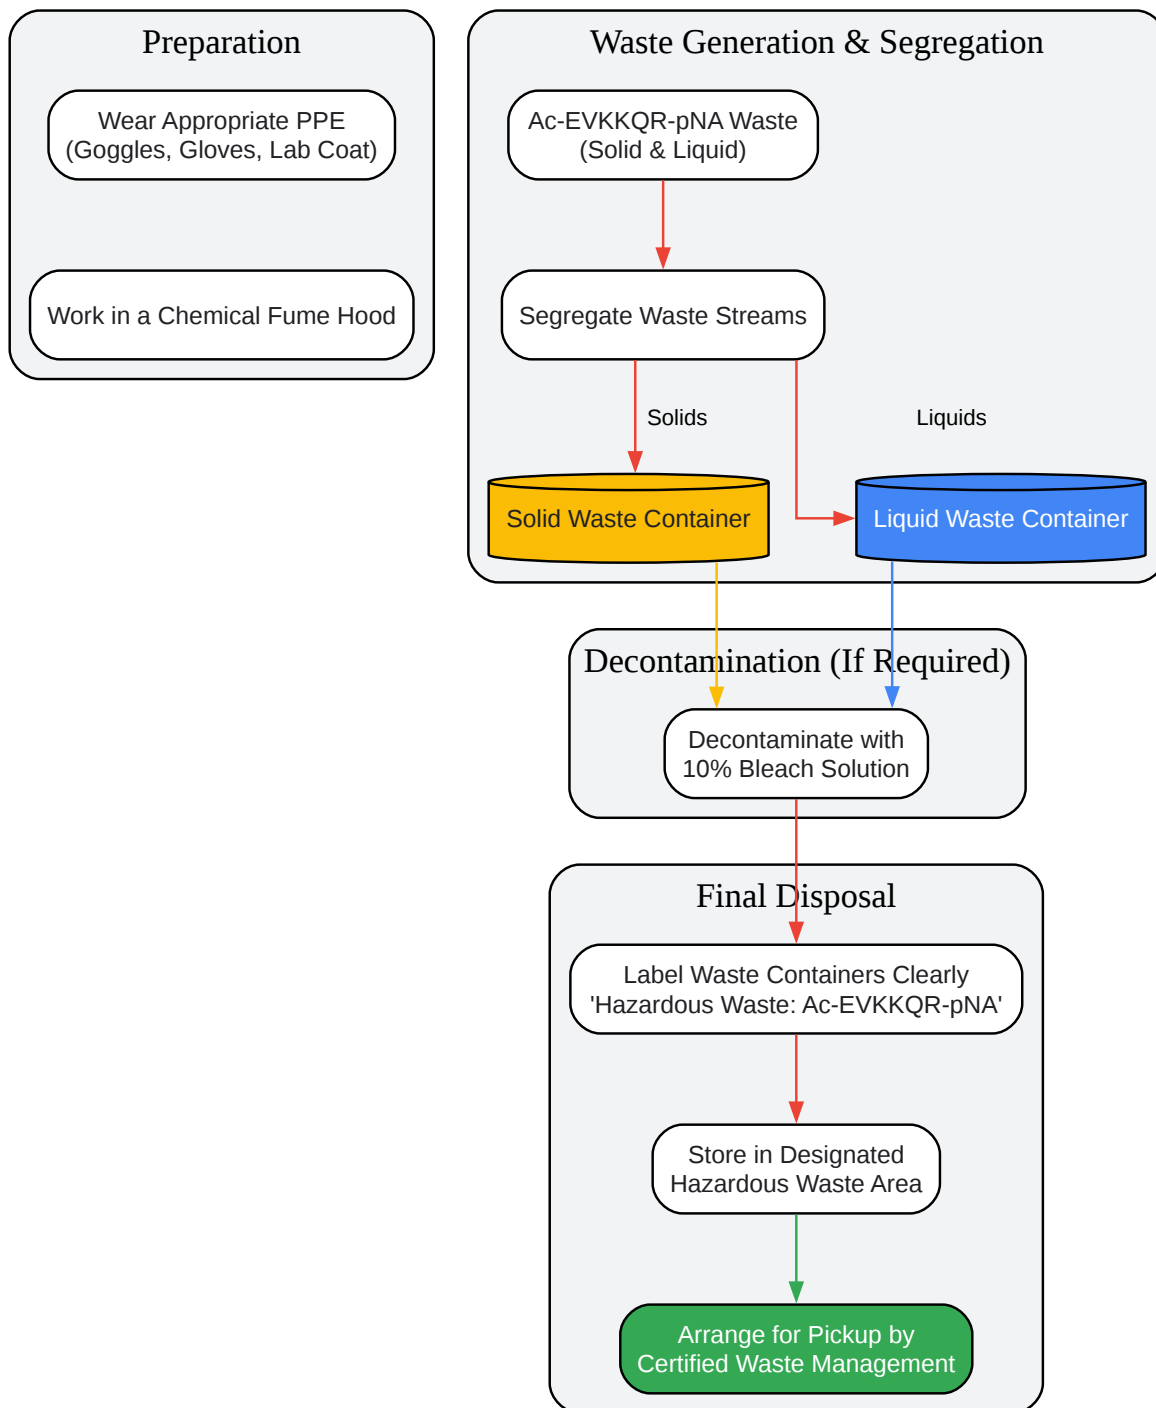 Preparation
Wear Appropriate PPE
(Goggles, Gloves, Lab Coat)
Work in a Chemical Fume Hood
Waste Generation & Segregation
Ac-EVKKQR-pNA Waste
(Solid & Liquid)
Segregate Waste Streams
Solids
Liquids
Solid Waste Container
Liquid Waste Container
Decontamination (If Required)
Decontaminate with
10% Bleach Solution
Final Disposal
Label Waste Containers Clearly
'Hazardous Waste: Ac-EVKKQR-pNA'
Store in Designated
Hazardous Waste Area
Arrange for Pickup by
Certified Waste Management